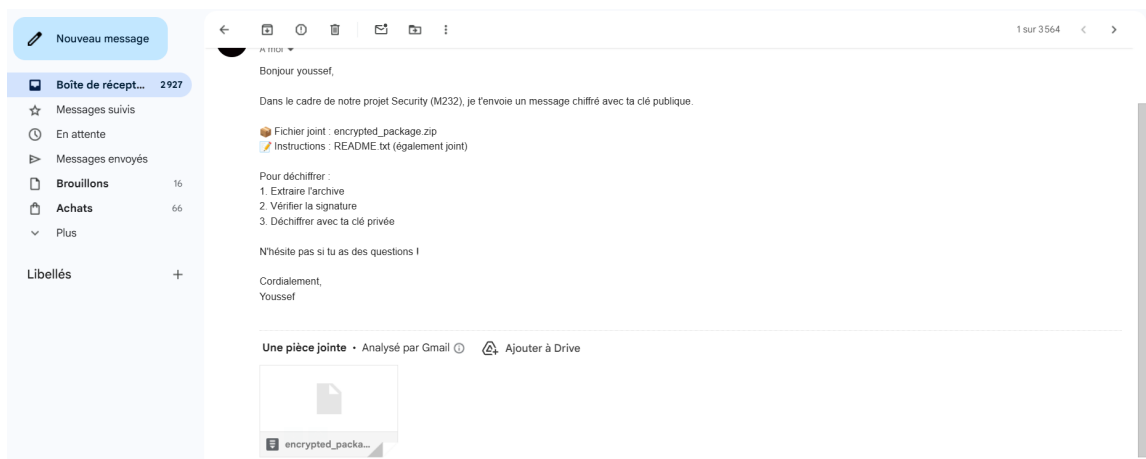 Nouveau message
1 sur 3 564
Boîte de récept... 2 927
Messages suivis
En attente
Messages envoyés
Brouillons 16
Achats 66
Plus
Libellés
À moi
Bonjour youssef,
Dans le cadre de notre projet Security (M232), je t'envoie un message chiffré avec ta clé publique.
📦 Fichier joint : encrypted_package.zip
📝 Instructions : README.txt (également joint)
Pour déchiffrer :
1. Extraire l'archive
2. Vérifier la signature
3. Déchiffrer avec ta clé privée
N'hésite pas si tu as des questions !
Cordialement,
Youssef
Une pièce jointe • Analysé par Gmail
Ajouter à Drive
encrypted_packa...